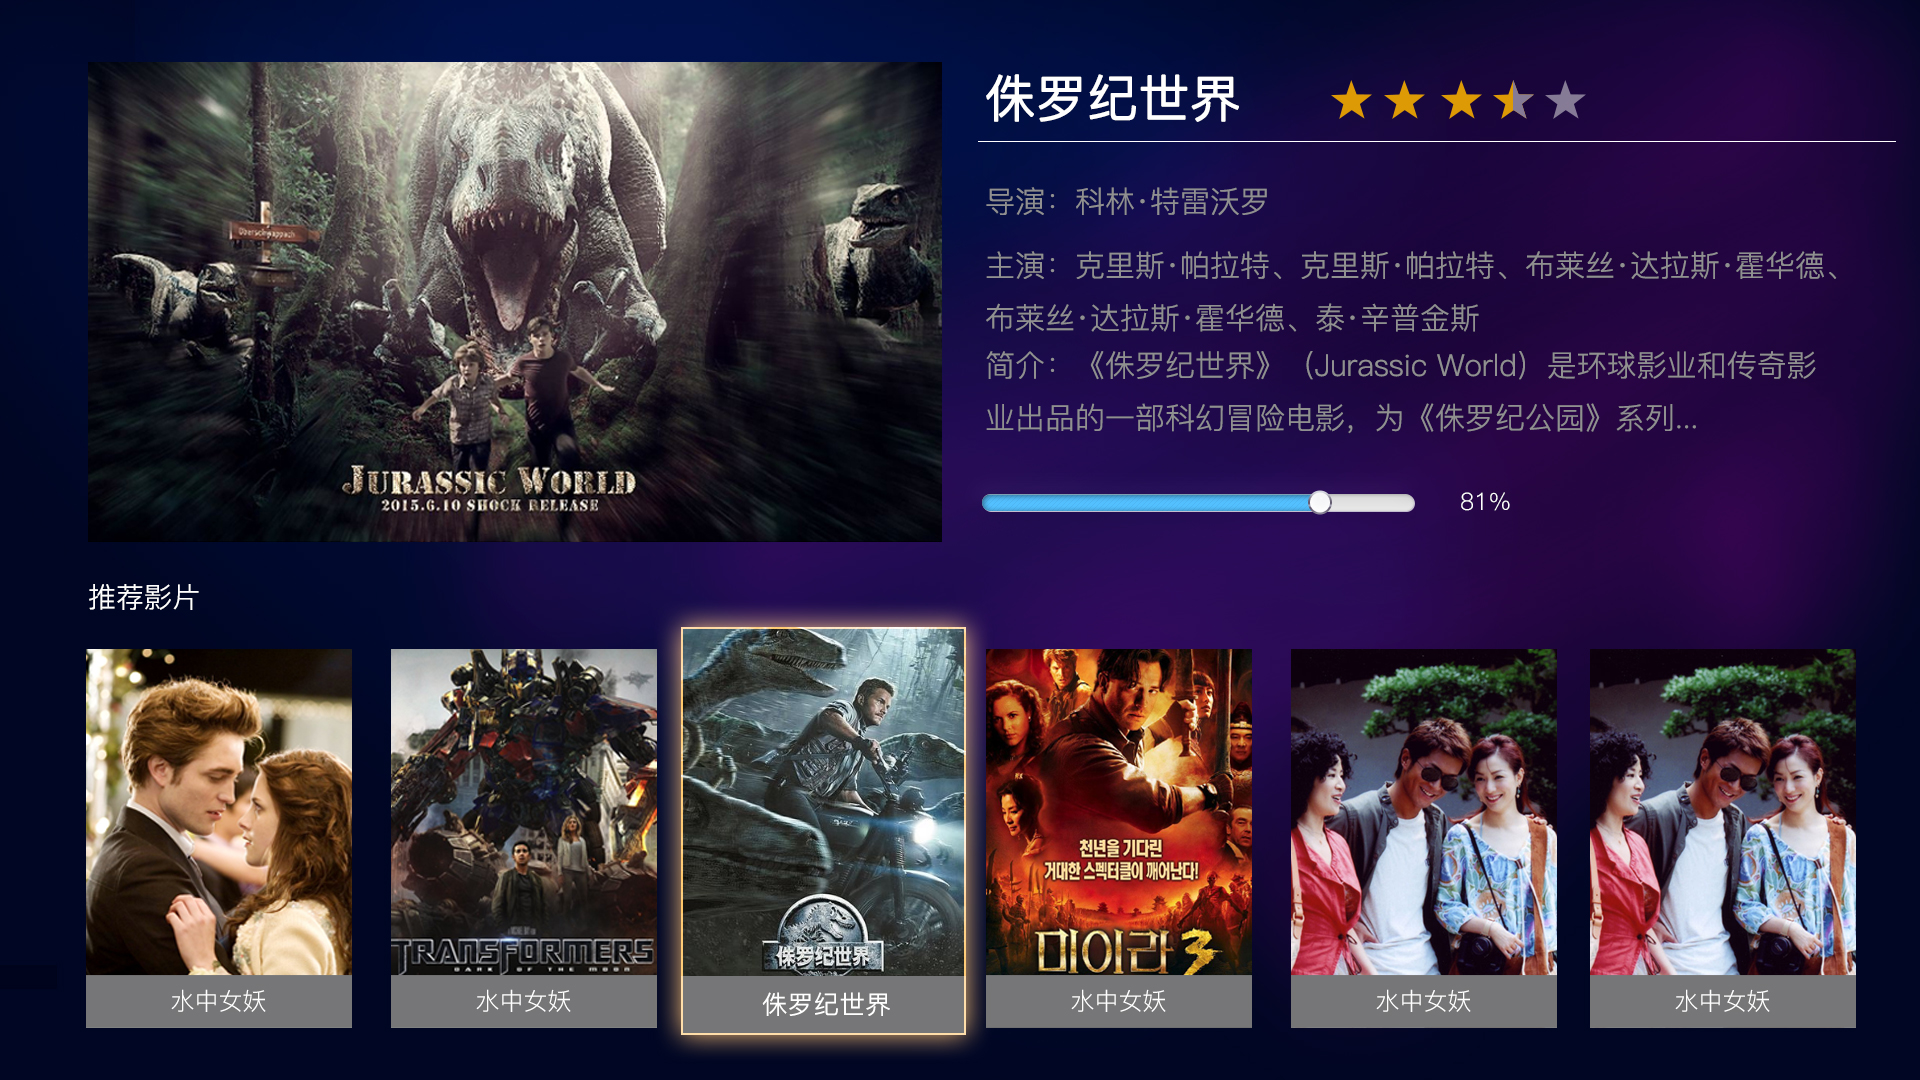 侏罗纪世界
Überschwappach
JURASSIC WORLD
2015.6.10 SHOCK RELEASE
导演：科林·特雷沃罗
主演：克里斯·帕拉特、克里斯·帕拉特、布莱丝·达拉斯·霍华德、
布莱丝·达拉斯·霍华德、泰·辛普金斯
简介：《侏罗纪世界》（Jurassic World）是环球影业和传奇影
业出品的一部科幻冒险电影，为《侏罗纪公园》系列...
81%
推荐影片
TRANSFORMERS
DARK OF THE MOON
侏罗纪世界
천년을 기다린
거대한 스펙터클이 깨어난다!
미이라3
水中女妖
水中女妖
侏罗纪世界
水中女妖
水中女妖
水中女妖